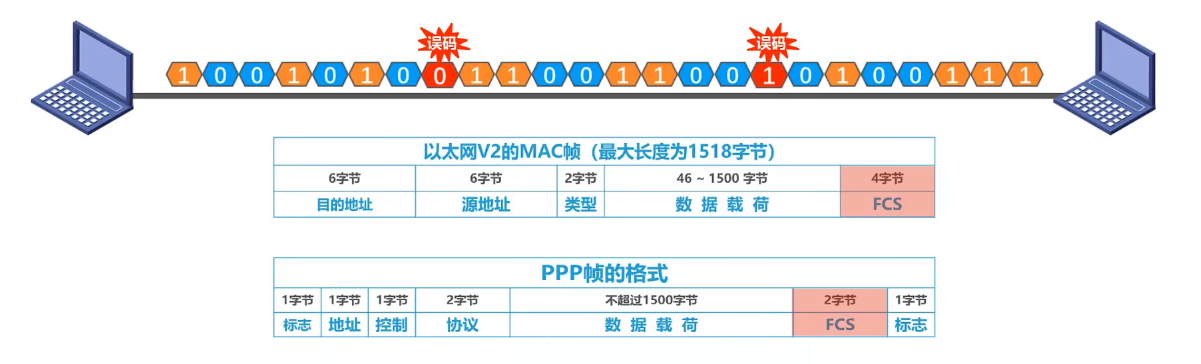 误码 误码
1 0 0 1 0 1 0 0 1 1 0 0 1 1 0 0 1 0 1 0 0 1 1 1
以太网V2的MAC帧（最大长度为1518字节）
6字节 6字节 2字节 46 ~ 1500 字节 4字节
目的地址 源地址 类型 数 据 载 荷 FCS
PPP帧的格式
1字节 1字节 1字节 2字节 不超过1500字节 2字节 1字节
标志 地址 控制 协议 数 据 载 荷 FCS 标志